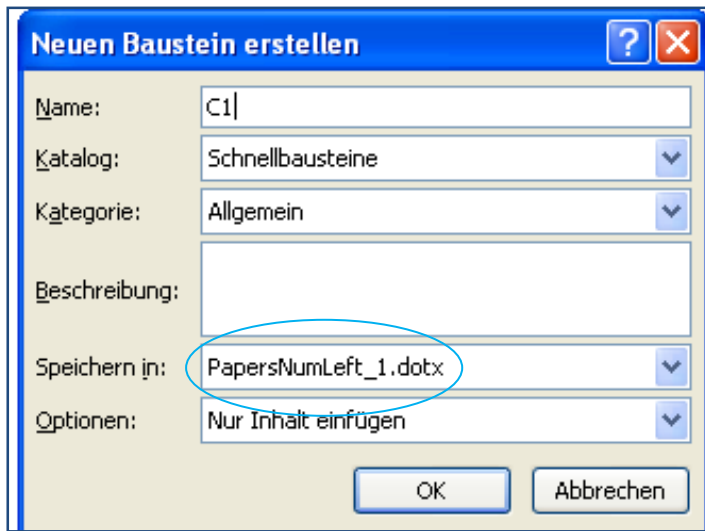 Neuen Baustein erstellen
Name: C1
Katalog: Schnellbausteine
Kategorie: Allgemein
Beschreibung:
Speichern in: PapersNumLeft_1.dotx
Optionen: Nur Inhalt einfügen
OK Abbrechen